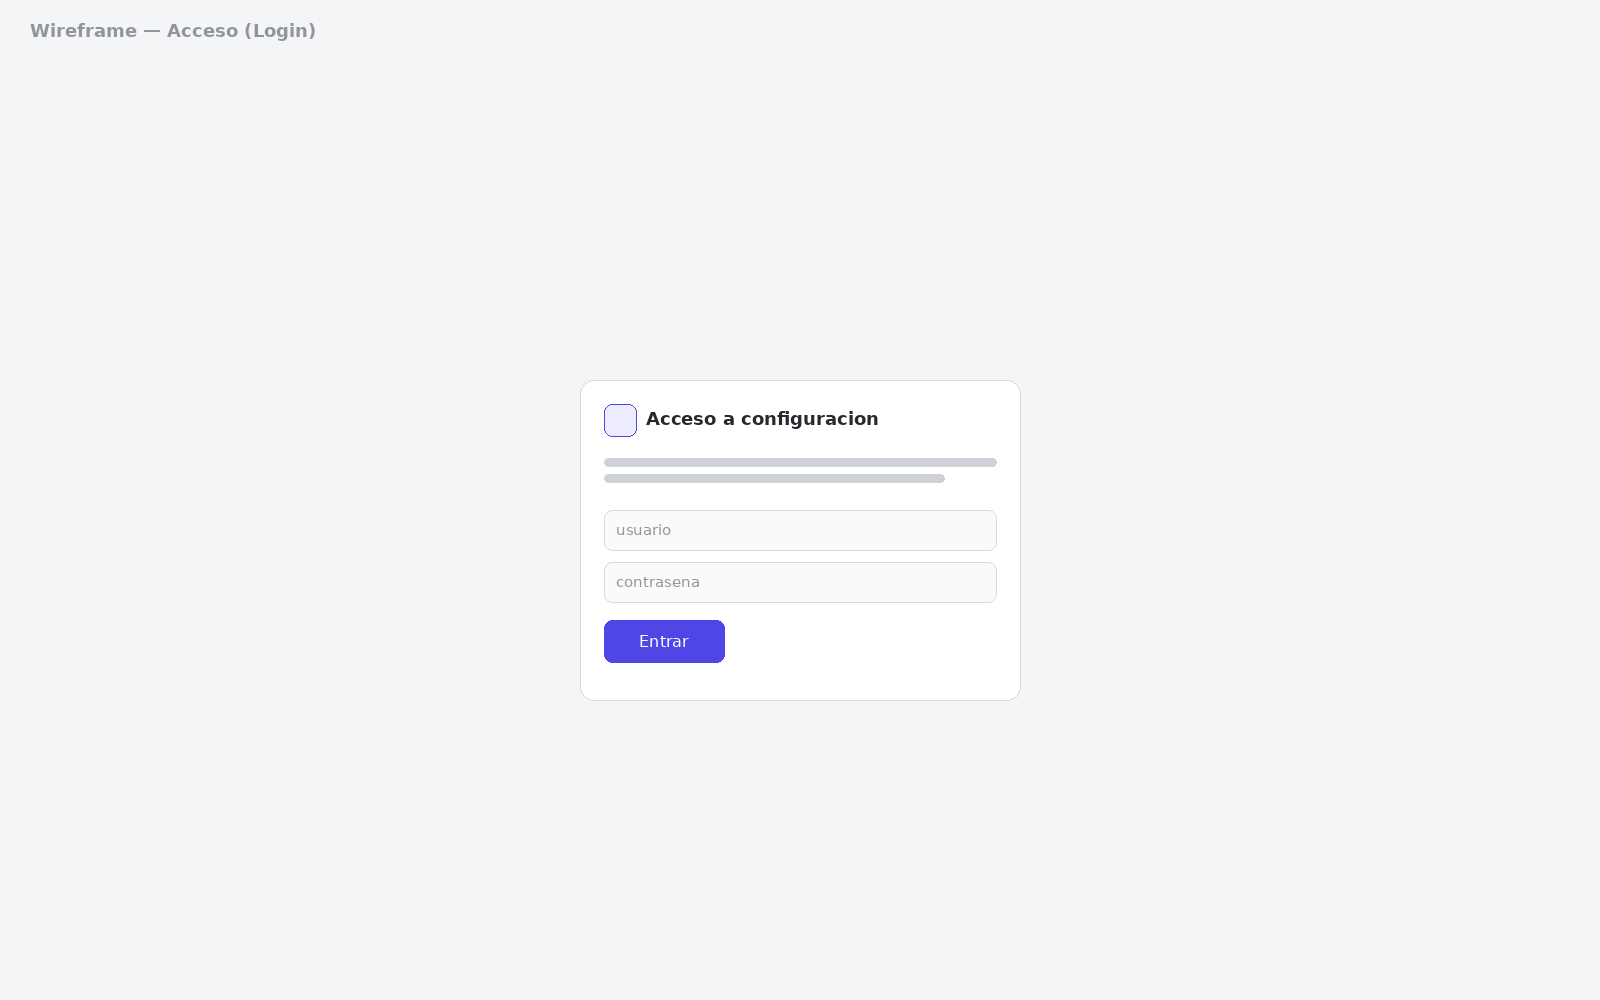 Wireframe — Acceso (Login)
Acceso a configuracion
usuario
contrasena
Entrar